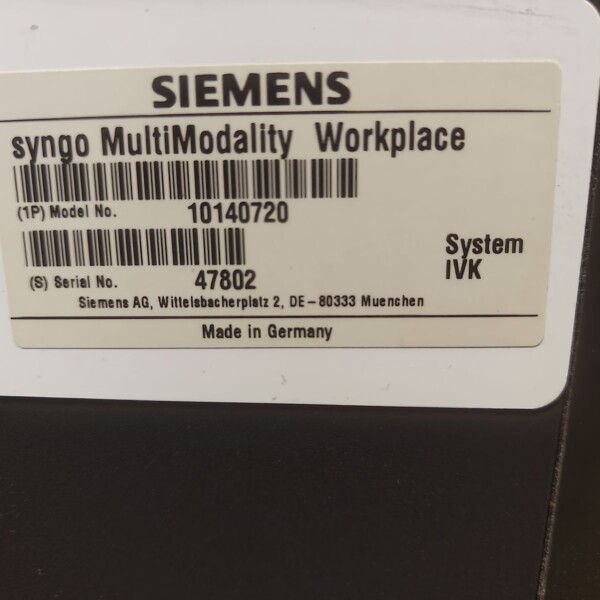 SIEMENS
syngo MultiModality Workplace
(1P) Model No. 10140720
(S) Serial No. 47802
System
IVK
Siemens AG, Wittelsbacherplatz 2, DE-80333 Muenchen
Made in Germany